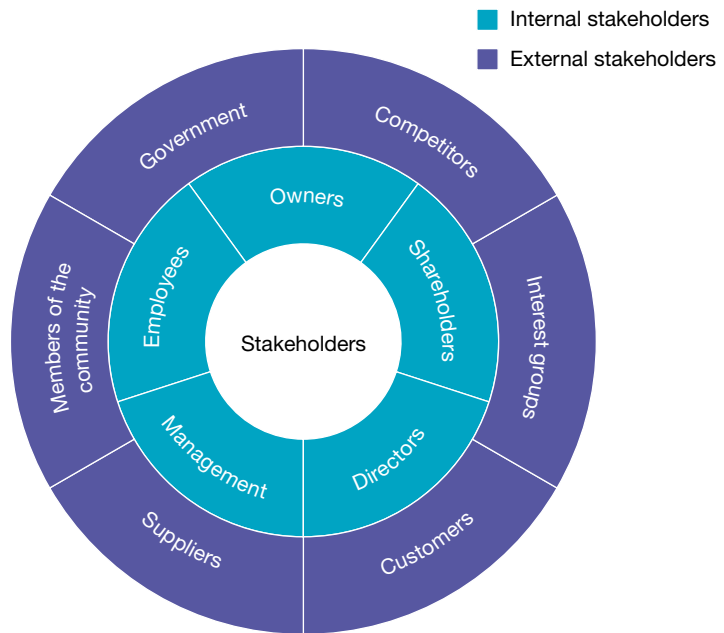 Internal stakeholders
External stakeholders
Government
Competitors
Owners
Employees
Shareholders
Members of the
community
Stakeholders
Interest groups
Management
Directors
Suppliers
Customers